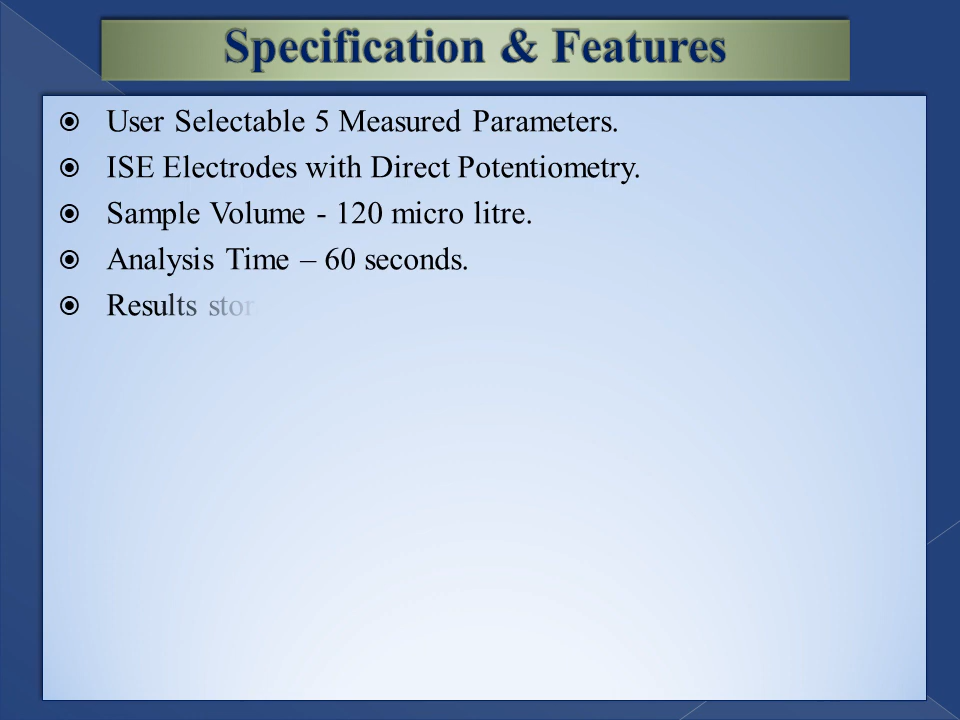 Specification & Features
User Selectable 5 Measured Parameters.
ISE Electrodes with Direct Potentiometry.
Sample Volume - 120 micro litre.
Analysis Time – 60 seconds.
Results